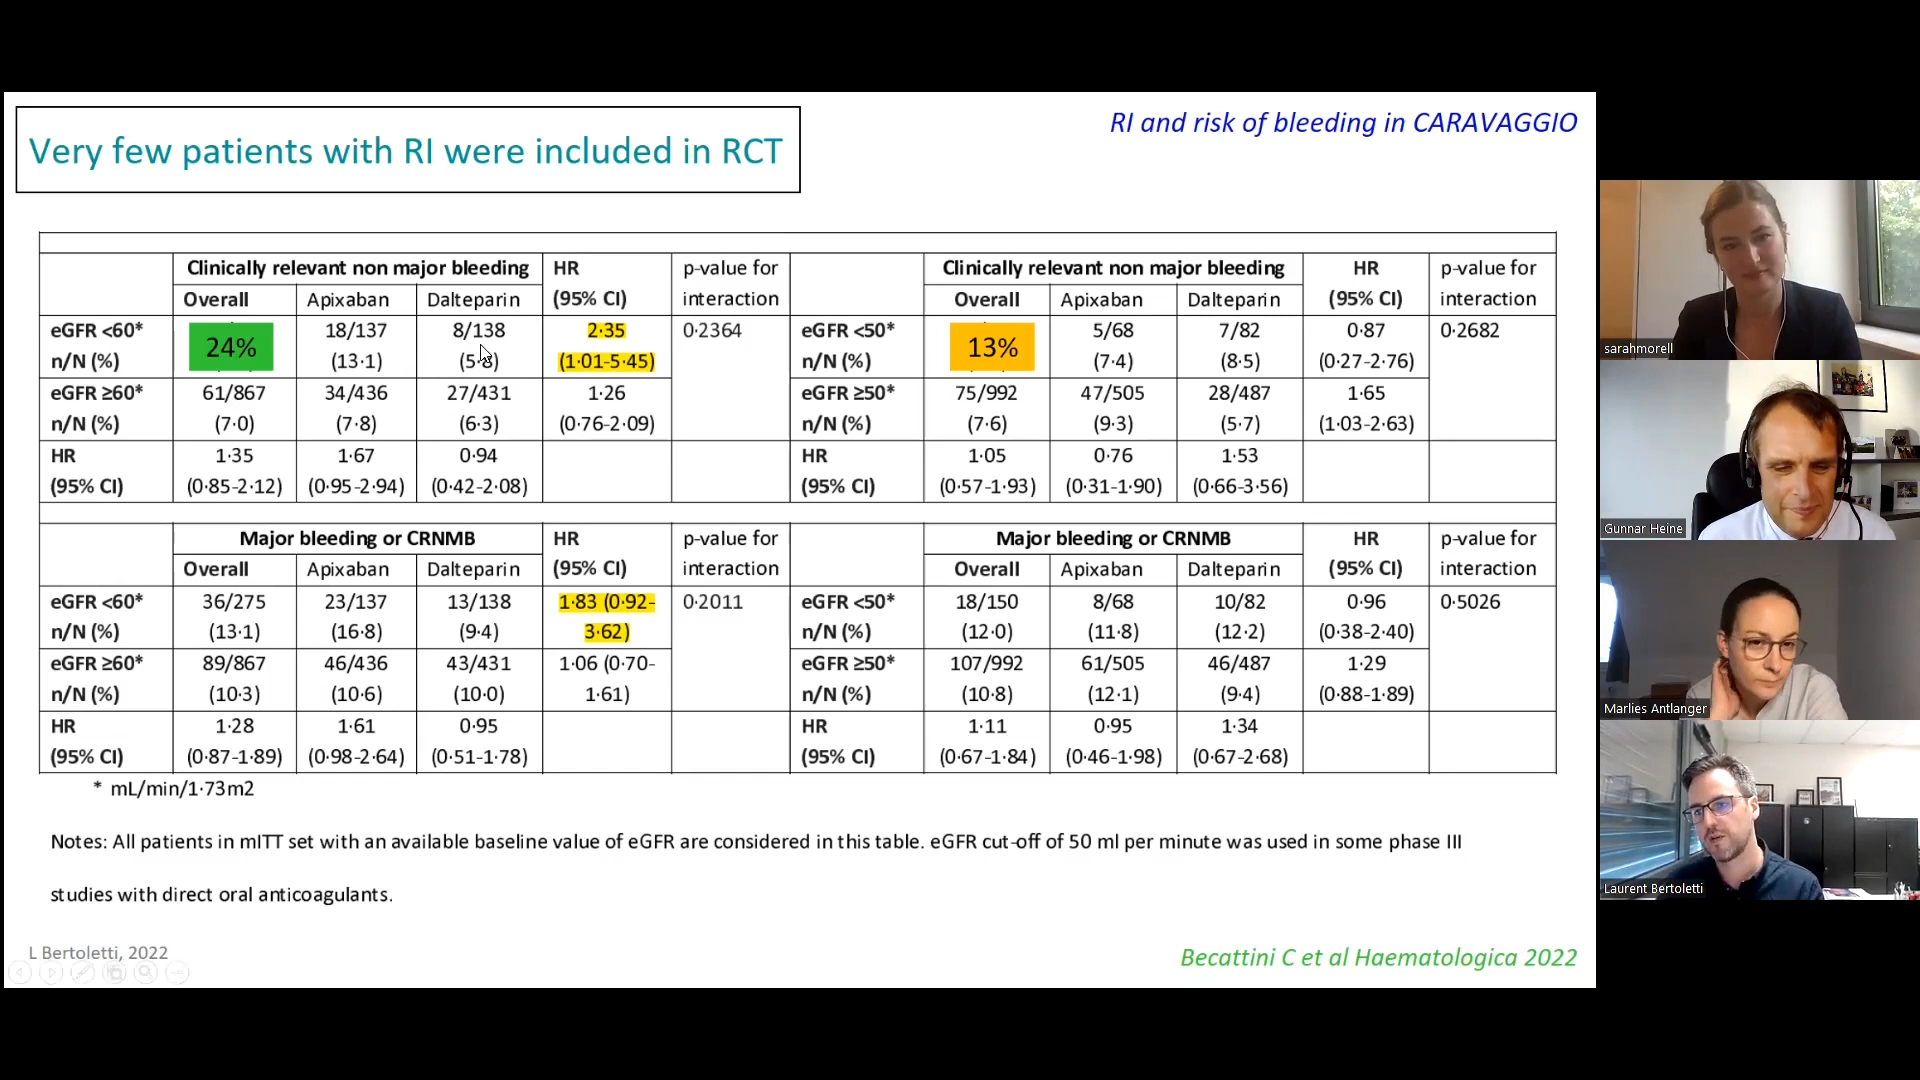 Very few patients with RI were included in RCT
RI and risk of bleeding in CARAVAGGIO
Clinically relevant non major bleeding HR p-value for
Overall Apixaban Dalteparin (95% CI) interaction
eGFR <60* 24% 18/137 8/138 2·35 0·2364
n/N (%) (13·1) (5·8) (1·01-5·45)
eGFR ≥60* 61/867 34/436 27/431 1·26
n/N (%) (7·0) (7·8) (6·3) (0·76-2·09)
HR 1·35 1·67 0·94
(95% CI) (0·85-2·12) (0·95-2·94) (0·42-2·08)
Clinically relevant non major bleeding HR p-value for
Overall Apixaban Dalteparin (95% CI) interaction
eGFR <50* 13% 5/68 7/82 0·87 0·2682
n/N (%) (7·4) (8·5) (0·27-2·76)
eGFR ≥50* 75/992 47/505 28/487 1·65
n/N (%) (7·6) (9·3) (5·7) (1·03-2·63)
HR 1·05 0·76 1·53
(95% CI) (0·57-1·93) (0·31-1·90) (0·66-3·56)
Major bleeding or CRNMB HR p-value for
Overall Apixaban Dalteparin (95% CI) interaction
eGFR <60* 36/275 23/137 13/138 1·83 (0·92- 0·2011
n/N (%) (13·1) (16·8) (9·4) 3·62)
eGFR ≥60* 89/867 46/436 43/431 1·06 (0·70-
n/N (%) (10·3) (10·6) (10·0) 1·61)
HR 1·28 1·61 0·95
(95% CI) (0·87-1·89) (0·98-2·64) (0·51-1·78)
Major bleeding or CRNMB HR p-value for
Overall Apixaban Dalteparin (95% CI) interaction
eGFR <50* 18/150 8/68 10/82 0·96 0·5026
n/N (%) (12·0) (11·8) (12·2) (0·38-2·40)
eGFR ≥50* 107/992 61/505 46/487 1·29
n/N (%) (10·8) (12·1) (9·4) (0·88-1·89)
HR 1·11 0·95 1·34
(95% CI) (0·67-1·84) (0·46-1·98) (0·67-2·68)
* mL/min/1·73m2
Notes: All patients in mITT set with an available baseline value of eGFR are considered in this table. eGFR cut-off of 50 ml per minute was used in some phase III
studies with direct oral anticoagulants.
L Bertoletti, 2022
Becattini C et al Haematologica 2022
sarahmorell
Gunnar Heine
Marlies Antlanger
Laurent Bertoletti